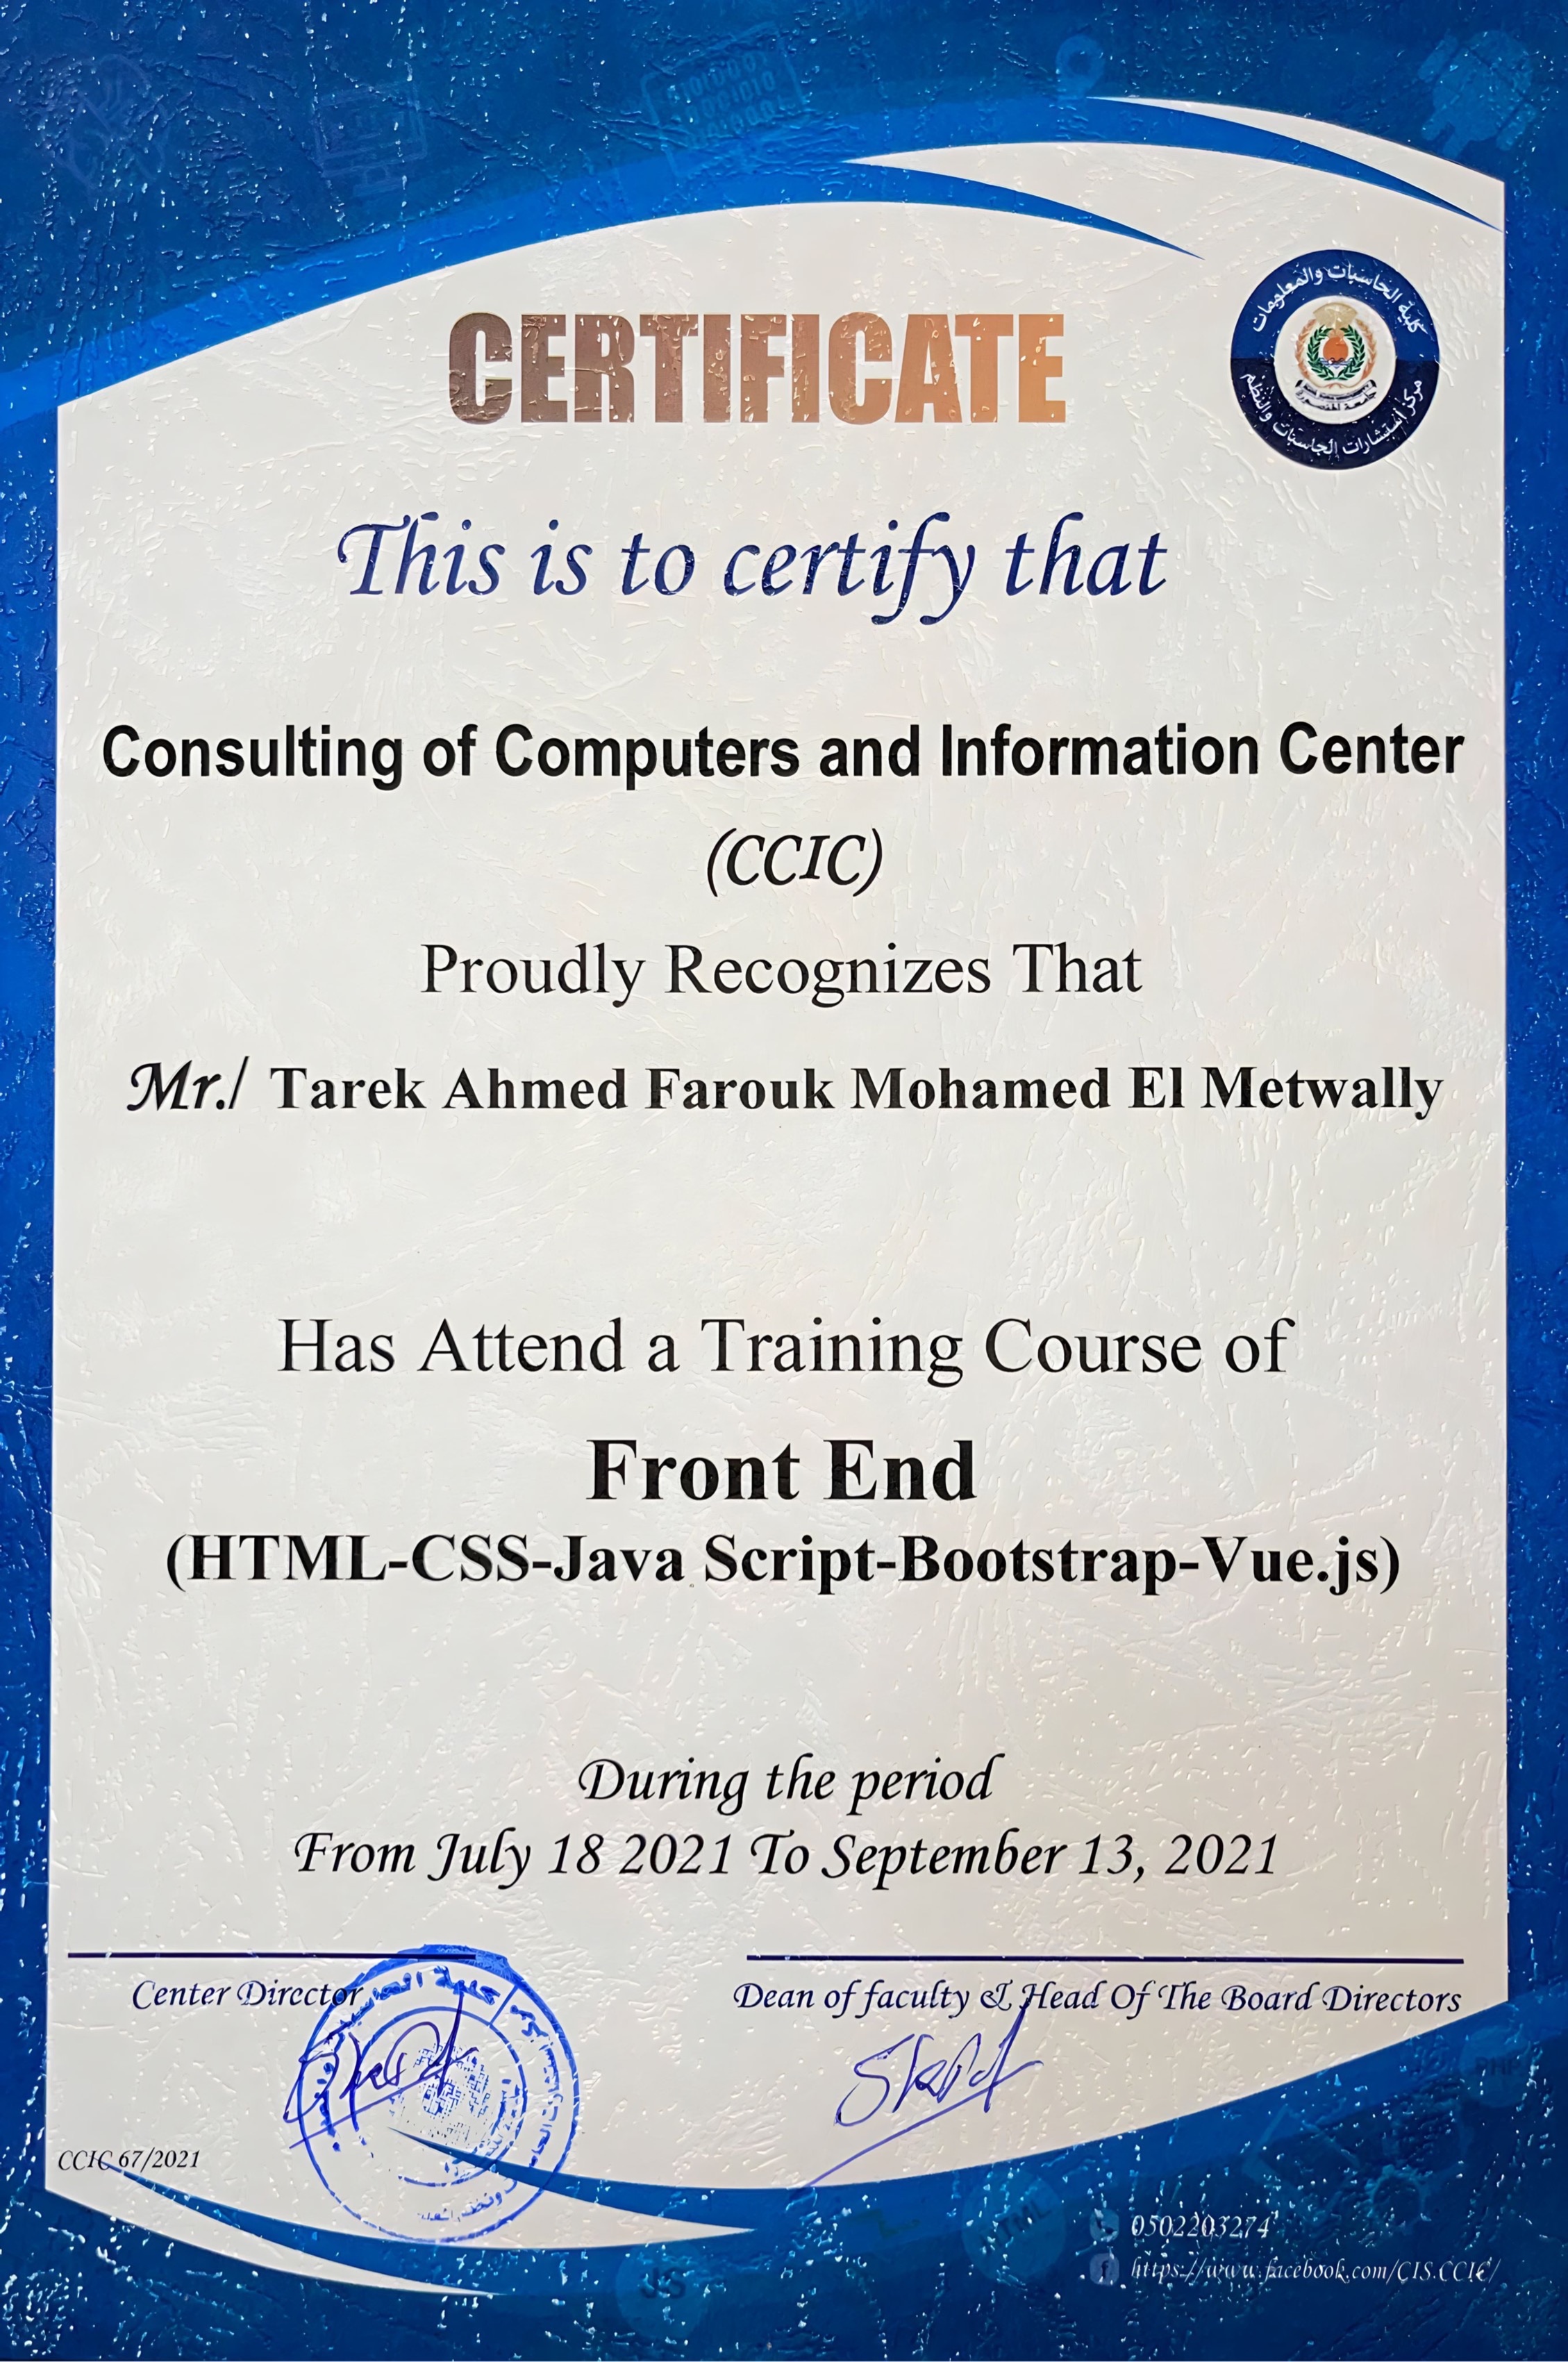 CERTIFICATE
كلية الحاسبات والمعلومات
جامعة المنصورة
مركز استشارات الحاسبات والنظم
This is to certify that
Consulting of Computers and Information Center
(CCIC)
Proudly Recognizes That
Mr./ Tarek Ahmed Farouk Mohamed El Metwally
Has Attend a Training Course of
Front End
(HTML-CSS-Java Script-Bootstrap-Vue.js)
During the period
From July 18 2021 To September 13, 2021
Center Director
Dean of faculty & Head Of The Board Directors
CCIC 67/2021
HTML
JS
PHP
0502203274
https://www.facebook.com/CIS.CCIC/